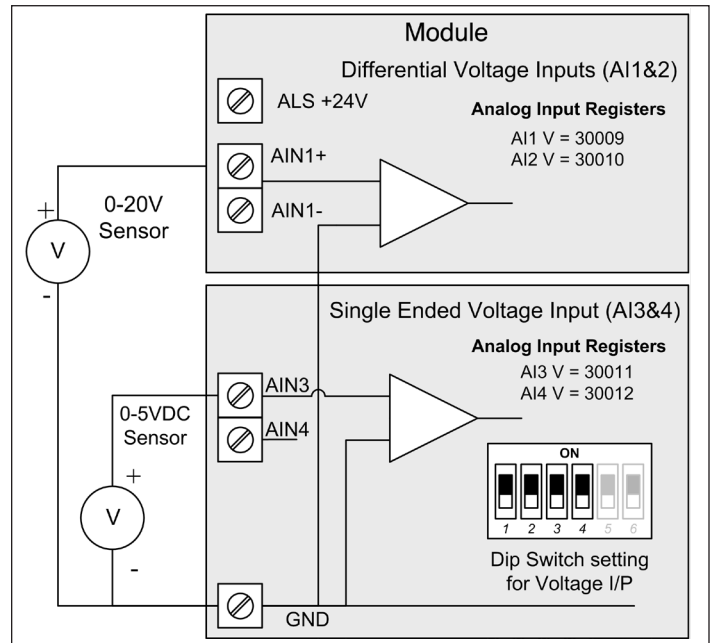 Module
Differential Voltage Inputs (AI1&2)
ALS +24V
Analog Input Registers
AI1 V = 30009
AI2 V = 30010
AIN1+
AIN1-
+
0-20V
Sensor
V
-
Single Ended Voltage Input (AI3&4)
Analog Input Registers
AI3 V = 30011
AI4 V = 30012
AIN3
AIN4
0-5VDC
Sensor
+
V
-
ON
1 2 3 4 5 6
Dip Switch setting
for Voltage I/P
GND